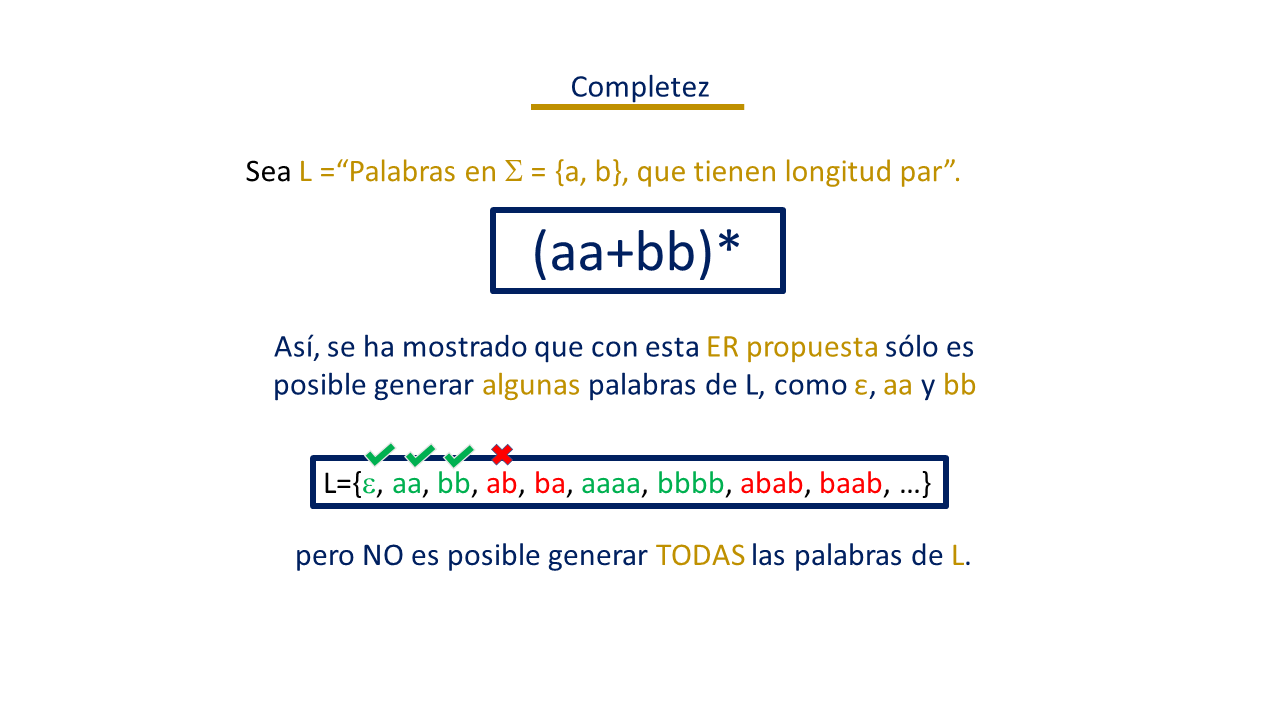 Completez
Sea L =“Palabras en Σ = {a, b}, que tienen longitud par”.
(aa+bb)*
Así, se ha mostrado que con esta ER propuesta sólo es
posible generar algunas palabras de L, como ε, aa y bb
L={ε, aa, bb, ab, ba, aaaa, bbbb, abab, baab, …}
pero NO es posible generar TODAS las palabras de L.